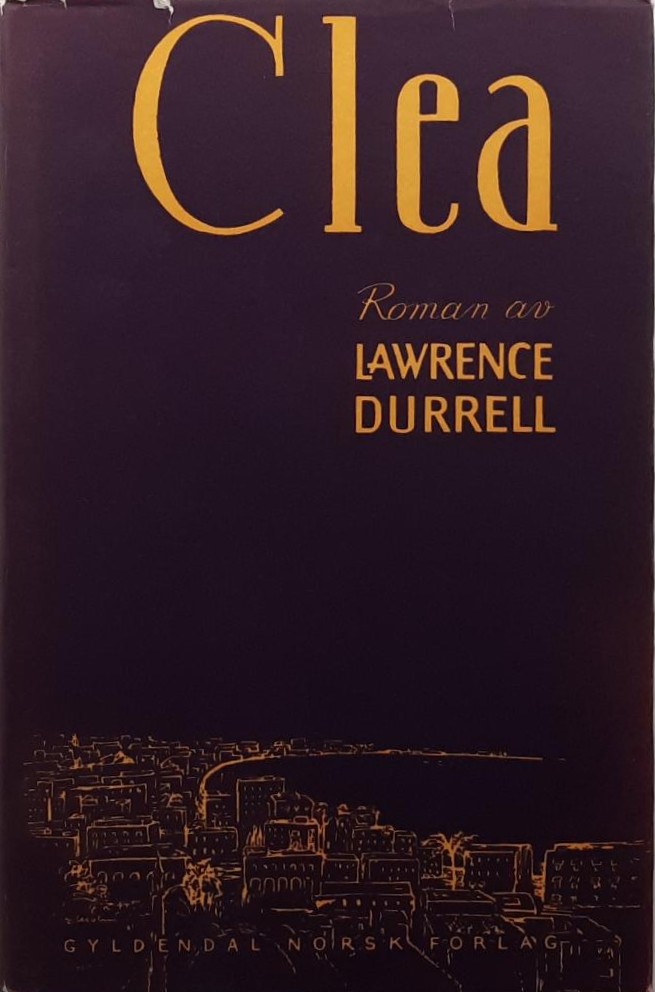 Clea
Roman av
LAWRENCE
DURRELL
GYLDENDAL NORSK FORLAG